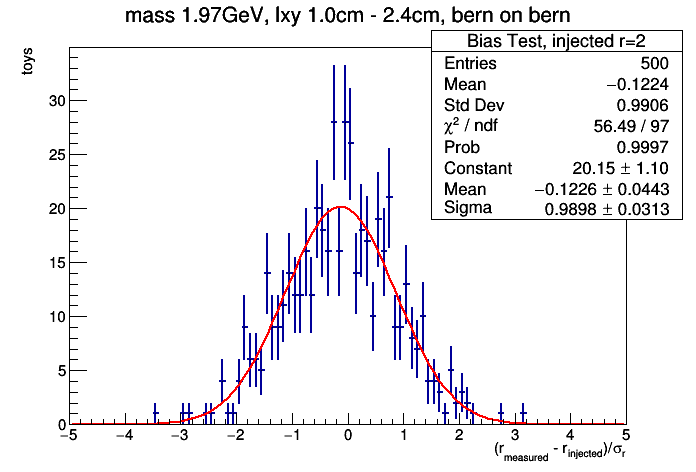 mass 1.97GeV, lxy 1.0cm - 2.4cm, bern on bern
Bias Test, injected r=2
Entries 500
Mean −0.1224
Std Dev 0.9906
χ² / ndf 56.49 / 97
Prob 0.9997
Constant 20.15 ± 1.10
Mean −0.1226 ± 0.0443
Sigma 0.9898 ± 0.0313
toys
30
25
20
15
10
5
0
−5 −4 −3 −2 −1 0 1 2 3 4 5
(r_measured - r_injected)/σ_r